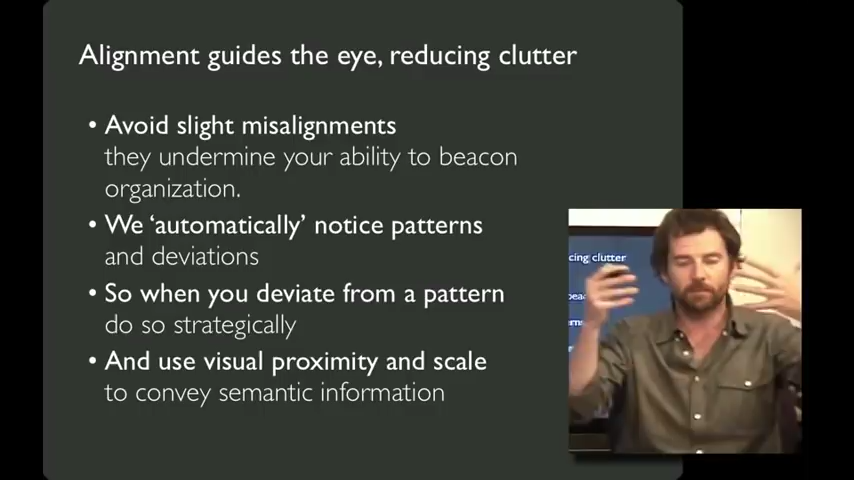 Alignment guides the eye, reducing clutter
• Avoid slight misalignments
they undermine your ability to beacon
organization.
• We ‘automatically’ notice patterns
and deviations
• So when you deviate from a pattern
do so strategically
• And use visual proximity and scale
to convey semantic information
cing clutter